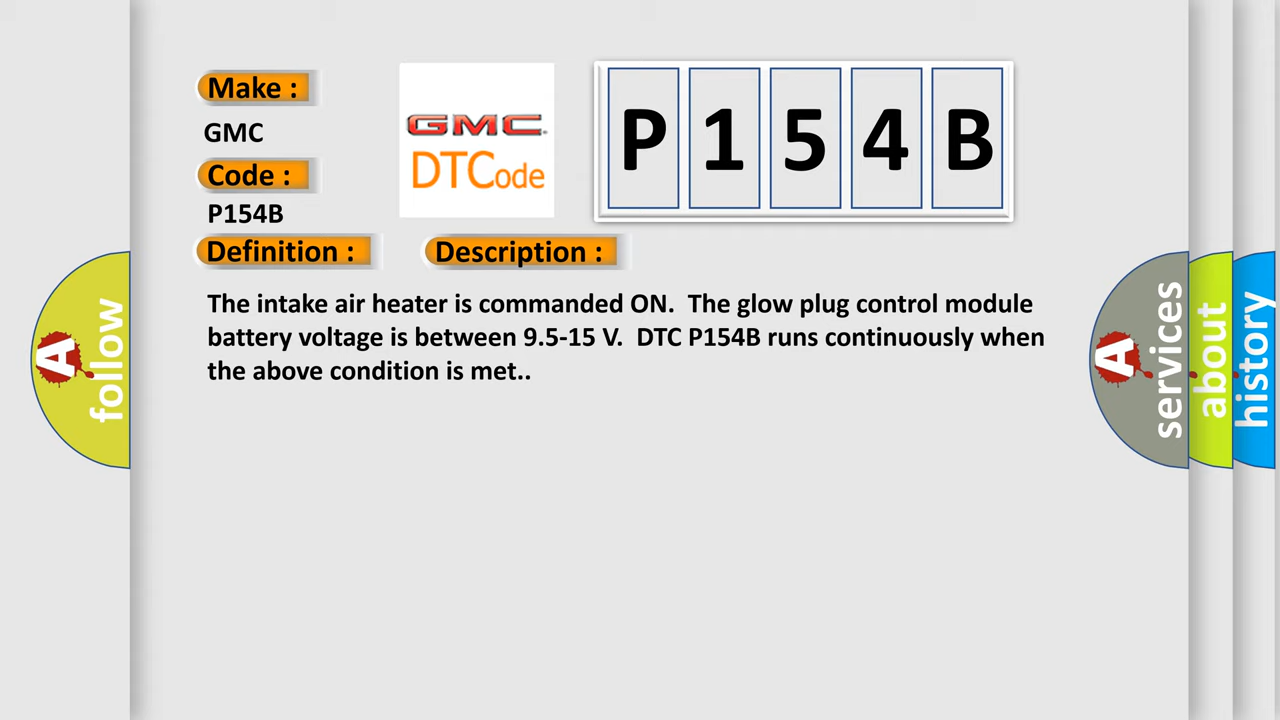 Make :
GMC
Code :
P154B
Definition :
Description :
GMC
DTCode
P 1 5 4 B
The intake air heater is commanded ON.  The glow plug control module
battery voltage is between 9.5-15 V.  DTC P154B runs continuously when
the above condition is met..
A follow
A services
about
history